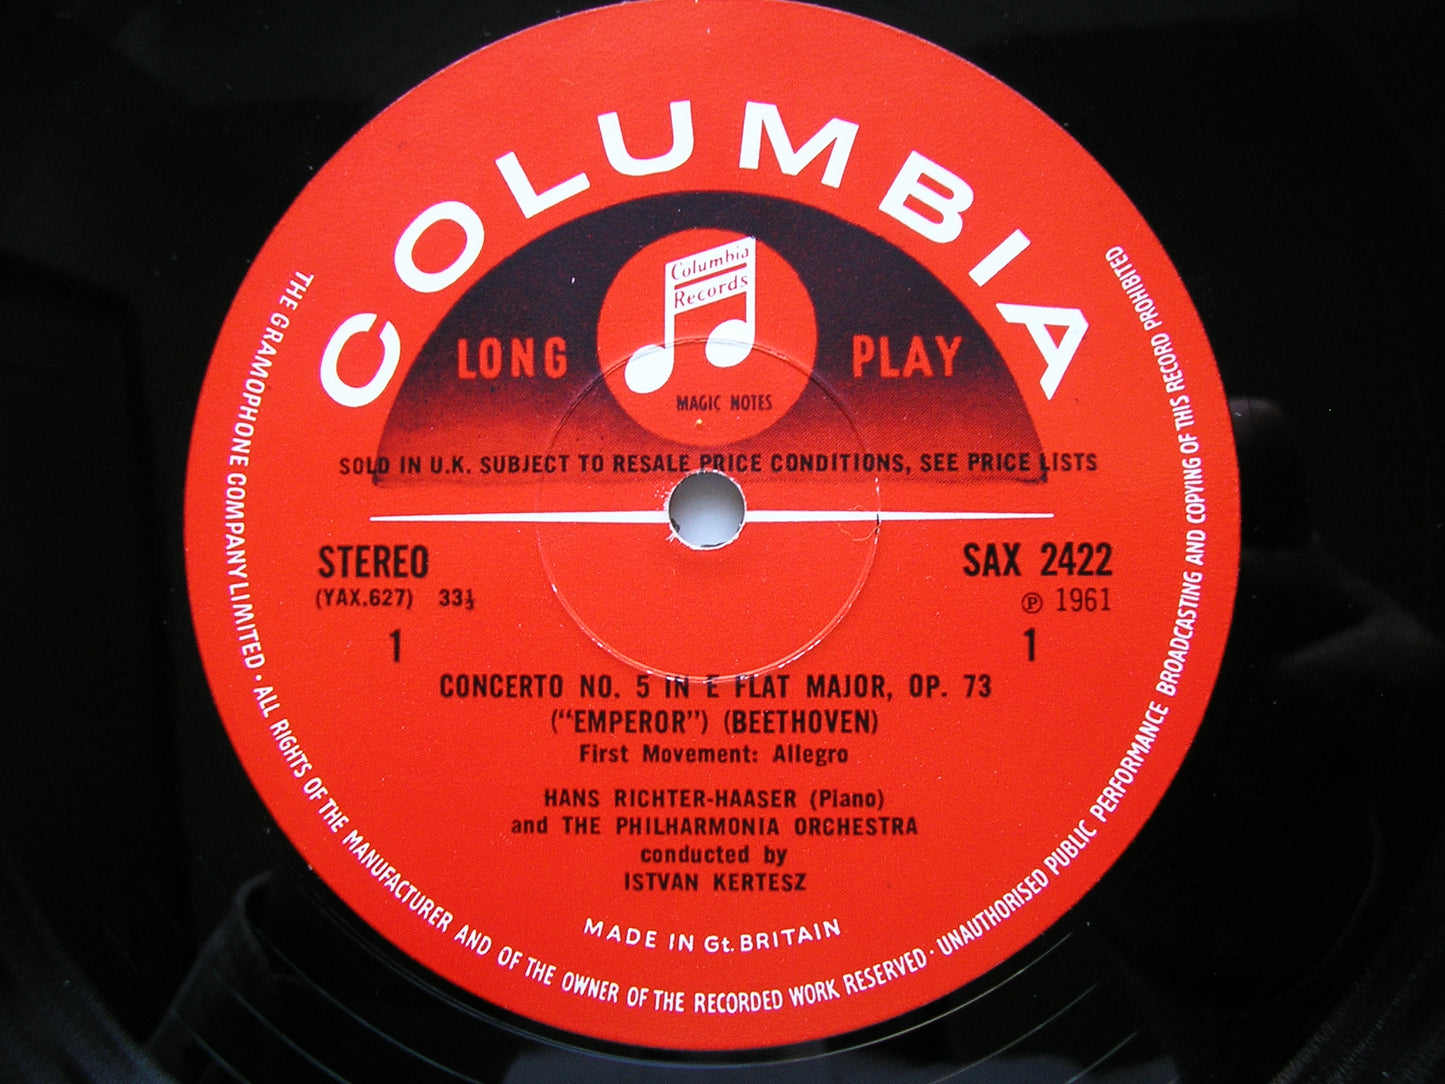 COLUMBIA
Columbia
Records
LONG PLAY
MAGIC NOTES
SOLD IN U.K. SUBJECT TO RESALE PRICE CONDITIONS, SEE PRICE LISTS
STEREO SAX 2422
(YAX.627) 33⅓ ℗ 1961
1 1
CONCERTO NO. 5 IN E FLAT MAJOR, OP. 73
("EMPEROR") (BEETHOVEN)
First Movement: Allegro
HANS RICHTER-HAASER (Piano)
and THE PHILHARMONIA ORCHESTRA
conducted by
ISTVAN KERTESZ
MADE IN Gt. BRITAIN
THE GRAMOPHONE COMPANY LIMITED · ALL RIGHTS OF THE MANUFACTURER AND OF THE OWNER OF THE RECORDED WORK RESERVED · UNAUTHORISED PUBLIC PERFORMANCE BROADCASTING AND COPYING OF THIS RECORD PROHIBITED